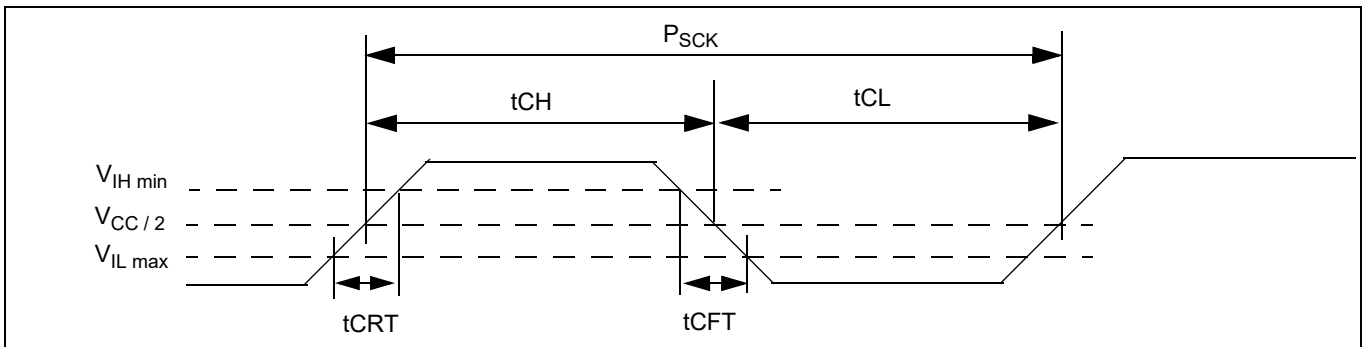 PSCK
tCH
tCL
VIH min
VCC / 2
VIL max
tCRT
tCFT